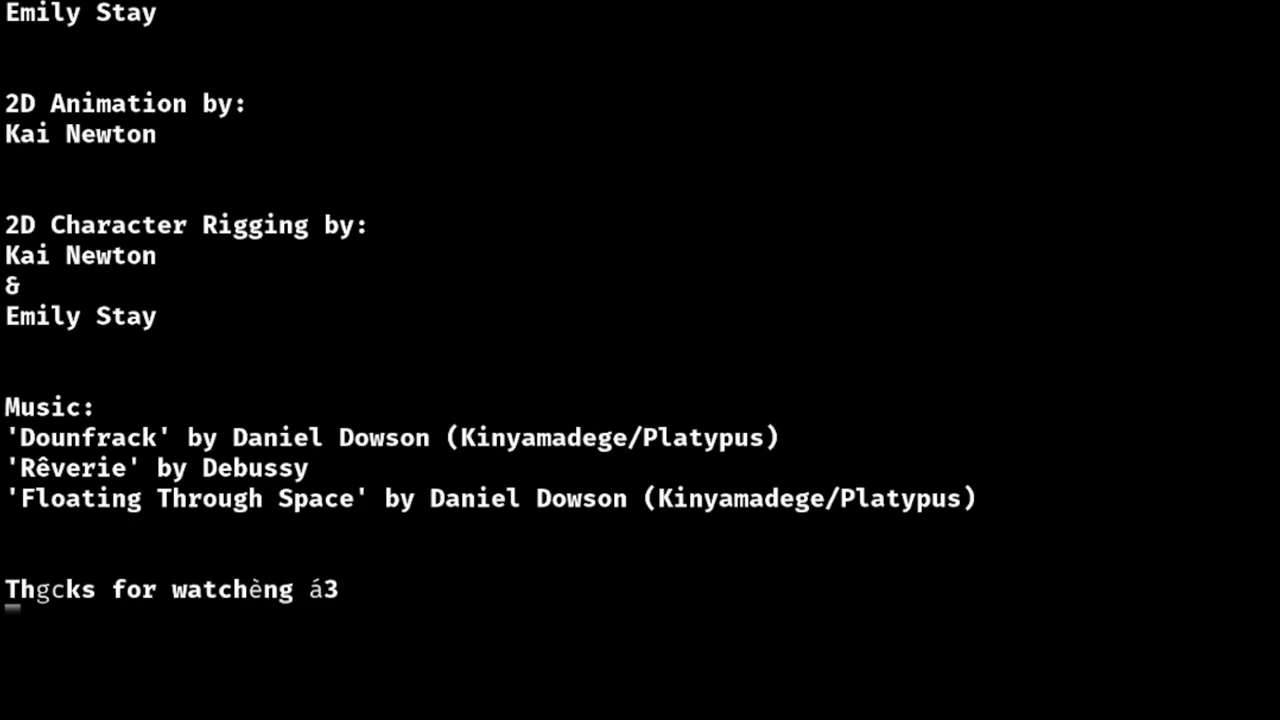 Emily Stay
2D Animation by:
Kai Newton
2D Character Rigging by:
Kai Newton
&
Emily Stay
Music:
'Dounfrack' by Daniel Dowson (Kinyamadege/Platypus)
'Rêverie' by Debussy
'Floating Through Space' by Daniel Dowson (Kinyamadege/Platypus)
Thgcks for watchèng á3